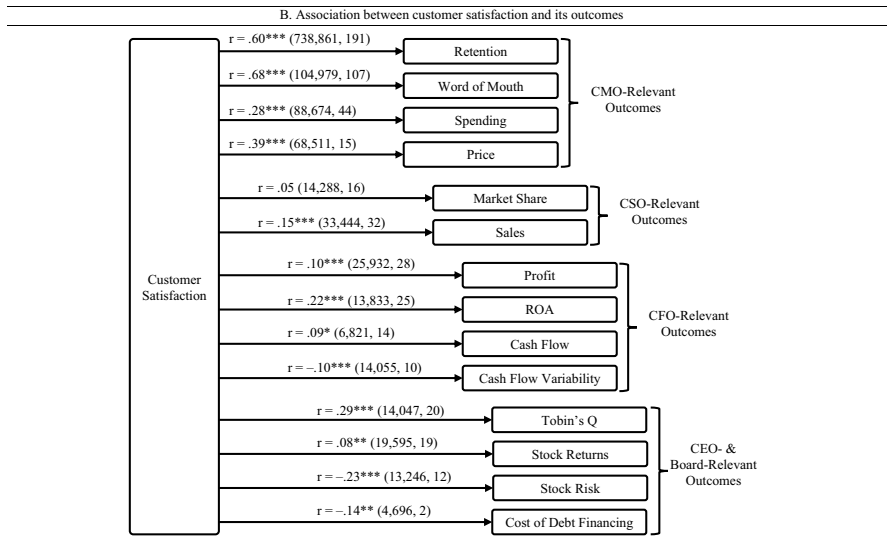 B. Association between customer satisfaction and its outcomes
Customer
Satisfaction
r = .60*** (738,861, 191)
Retention
r = .68*** (104,979, 107)
Word of Mouth
r = .28*** (88,674, 44)
Spending
r = .39*** (68,511, 15)
Price
CMO-Relevant
Outcomes
r = .05 (14,288, 16)
Market Share
r = .15*** (33,444, 32)
Sales
CSO-Relevant
Outcomes
r = .10*** (25,932, 28)
Profit
r = .22*** (13,833, 25)
ROA
r = .09* (6,821, 14)
Cash Flow
r = –.10*** (14,055, 10)
Cash Flow Variability
CFO-Relevant
Outcomes
r = .29*** (14,047, 20)
Tobin's Q
r = .08** (19,595, 19)
Stock Returns
r = –.23*** (13,246, 12)
Stock Risk
r = –.14** (4,696, 2)
Cost of Debt Financing
CEO- &
Board-Relevant
Outcomes